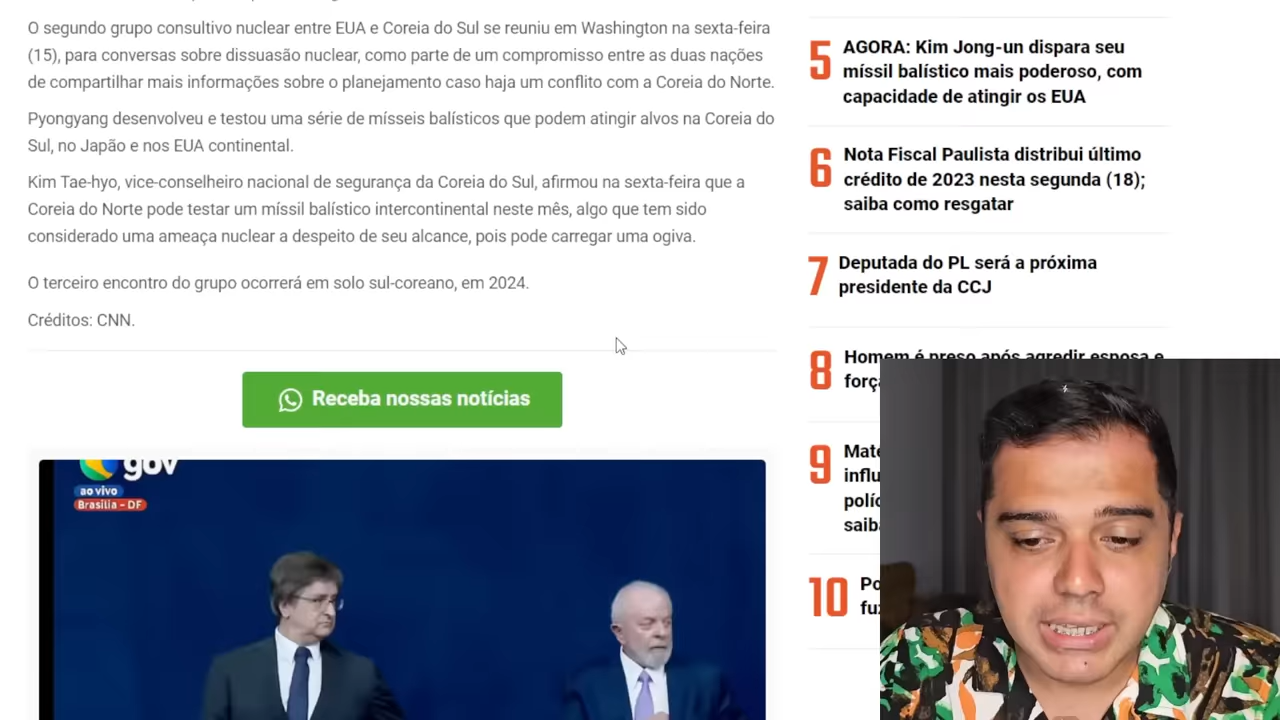 O segundo grupo consultivo nuclear entre EUA e Coreia do Sul se reuniu em Washington na sexta-feira
(15), para conversas sobre dissuasão nuclear, como parte de um compromisso entre as duas nações
de compartilhar mais informações sobre o planejamento caso haja um conflito com a Coreia do Norte.
Pyongyang desenvolveu e testou uma série de mísseis balísticos que podem atingir alvos na Coreia do
Sul, no Japão e nos EUA continental.
Kim Tae-hyo, vice-conselheiro nacional de segurança da Coreia do Sul, afirmou na sexta-feira que a
Coreia do Norte pode testar um míssil balístico intercontinental neste mês, algo que tem sido
considerado uma ameaça nuclear a despeito de seu alcance, pois pode carregar uma ogiva.
O terceiro encontro do grupo ocorrerá em solo sul-coreano, em 2024.
Créditos: CNN.
Receba nossas notícias
gov
ao vivo
Brasília - DF
5 AGORA: Kim Jong-un dispara seu
míssil balístico mais poderoso, com
capacidade de atingir os EUA
6 Nota Fiscal Paulista distribui último
crédito de 2023 nesta segunda (18);
saiba como resgatar
7 Deputada do PL será a próxima
presidente da CCJ
8 Homem é preso após agredir esposa e
9
10